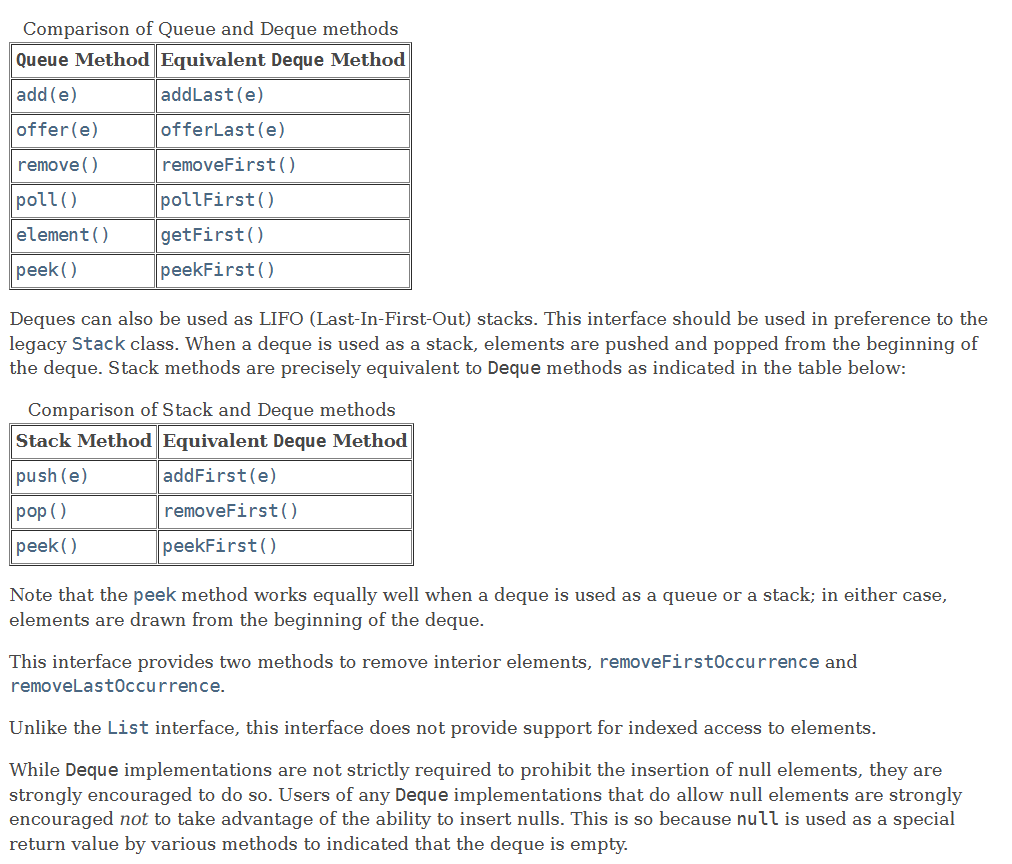 Comparison of Queue and Deque methods
Queue Method Equivalent Deque Method
add(e) addLast(e)
offer(e) offerLast(e)
remove() removeFirst()
poll() pollFirst()
element() getFirst()
peek() peekFirst()
Deques can also be used as LIFO (Last-In-First-Out) stacks. This interface should be used in preference to the
legacy Stack class. When a deque is used as a stack, elements are pushed and popped from the beginning of
the deque. Stack methods are precisely equivalent to Deque methods as indicated in the table below:
Comparison of Stack and Deque methods
Stack Method Equivalent Deque Method
push(e) addFirst(e)
pop() removeFirst()
peek() peekFirst()
Note that the peek method works equally well when a deque is used as a queue or a stack; in either case,
elements are drawn from the beginning of the deque.
This interface provides two methods to remove interior elements, removeFirstOccurrence and
removeLastOccurrence.
Unlike the List interface, this interface does not provide support for indexed access to elements.
While Deque implementations are not strictly required to prohibit the insertion of null elements, they are
strongly encouraged to do so. Users of any Deque implementations that do allow null elements are strongly
encouraged not to take advantage of the ability to insert nulls. This is so because null is used as a special
return value by various methods to indicated that the deque is empty.